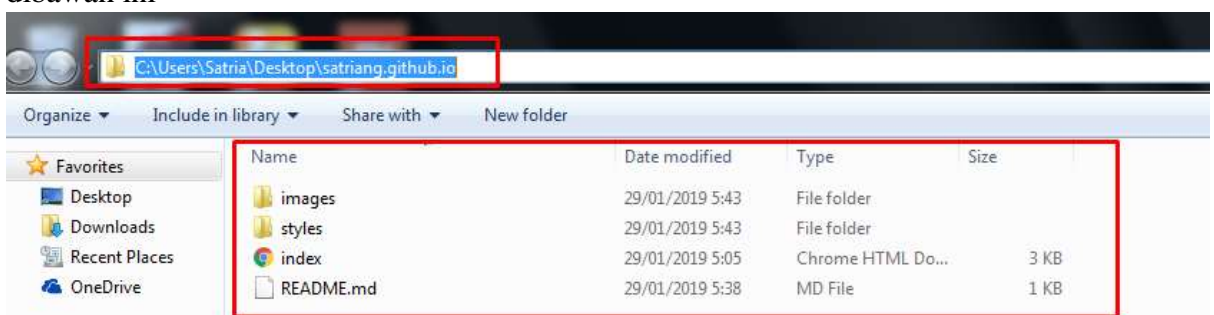 dibawah ini
C:\Users\Satria\Desktop\satriang.github.io
Organize Include in library Share with New folder
Favorites Name Date modified Type Size
Desktop images 29/01/2019 5:43 File folder
Downloads styles 29/01/2019 5:43 File folder
Recent Places index 29/01/2019 5:05 Chrome HTML Do... 3 KB
OneDrive README.md 29/01/2019 5:38 MD File 1 KB